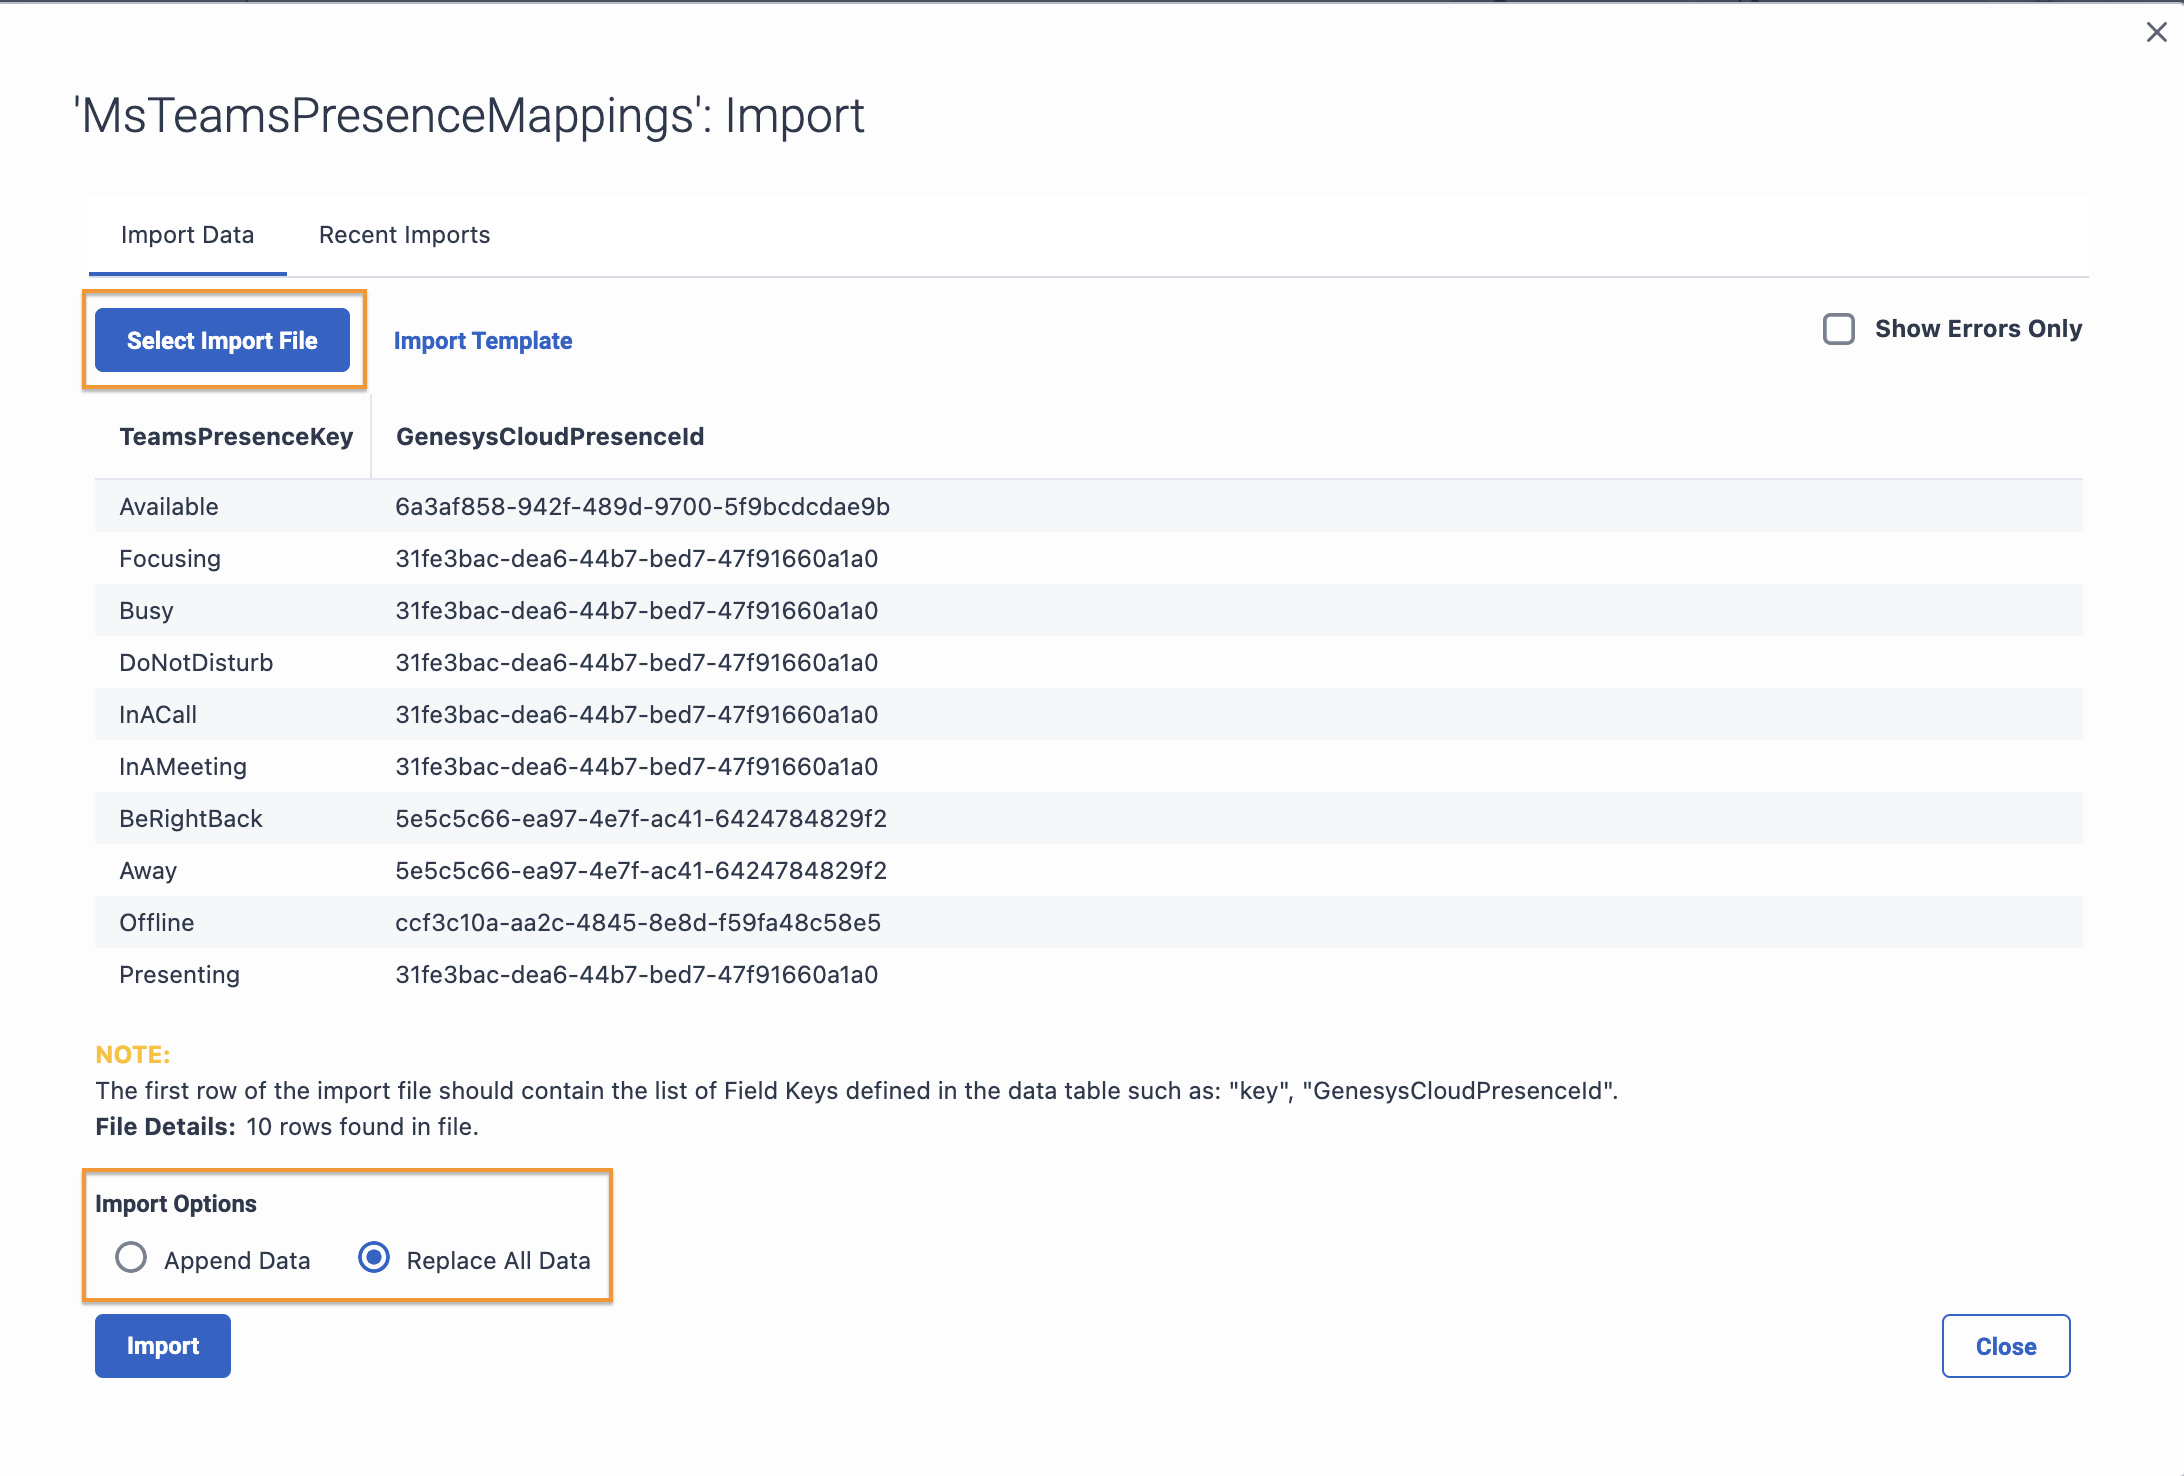 'MsTeamsPresenceMappings': Import
Import Data Recent Imports
Select Import File Import Template Show Errors Only
TeamsPresenceKey GenesysCloudPresenceId
Available 6a3af858-942f-489d-9700-5f9bcdcdae9b
Focusing 31fe3bac-dea6-44b7-bed7-47f91660a1a0
Busy 31fe3bac-dea6-44b7-bed7-47f91660a1a0
DoNotDisturb 31fe3bac-dea6-44b7-bed7-47f91660a1a0
InACall 31fe3bac-dea6-44b7-bed7-47f91660a1a0
InAMeeting 31fe3bac-dea6-44b7-bed7-47f91660a1a0
BeRightBack 5e5c5c66-ea97-4e7f-ac41-6424784829f2
Away 5e5c5c66-ea97-4e7f-ac41-6424784829f2
Offline ccf3c10a-aa2c-4845-8e8d-f59fa48c58e5
Presenting 31fe3bac-dea6-44b7-bed7-47f91660a1a0
NOTE:
The first row of the import file should contain the list of Field Keys defined in the data table such as: "key", "GenesysCloudPresenceId".
File Details: 10 rows found in file.
Import Options
Append Data Replace All Data
Import Close